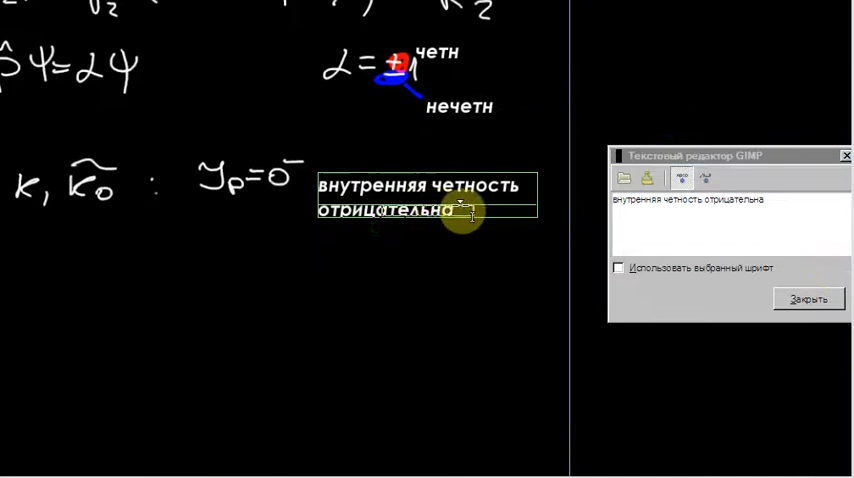 p̂Ψ=αΨ
α=±1
четн
нечетн
K, K̃₀ : Jp=0⁻
внутренняя четность
отрицательна
Текстовый редактор GIMP
внутренняя четность отрицательна
Использовать выбранный шрифт
Закрыть